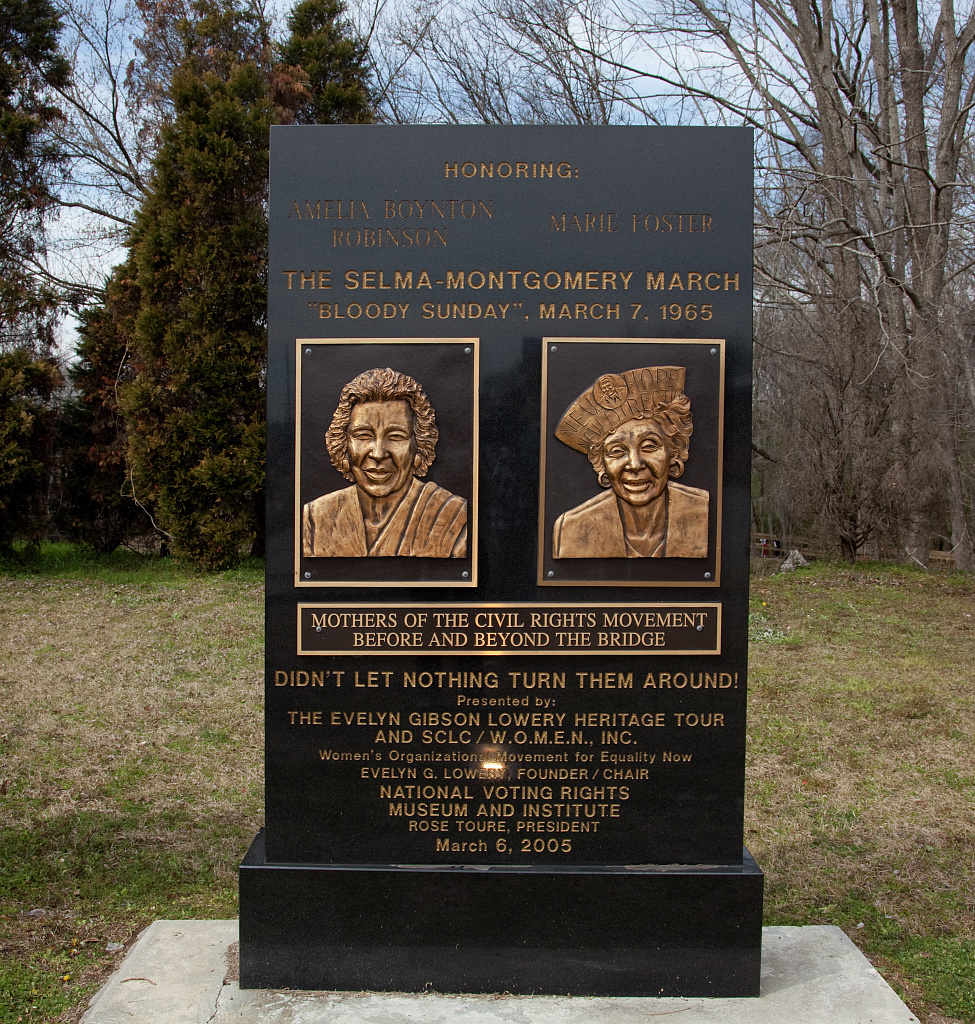 HONORING:
AMELIA BOYNTON ROBINSON
MARIE FOSTER
THE SELMA-MONTGOMERY MARCH
"BLOODY SUNDAY", MARCH 7, 1965
HOPE
MOTHERS OF THE CIVIL RIGHTS MOVEMENT
BEFORE AND BEYOND THE BRIDGE
DIDN'T LET NOTHING TURN THEM AROUND!
Presented by:
THE EVELYN GIBSON LOWERY HERITAGE TOUR
AND SCLC / W.O.M.E.N., INC.
Women's Organizational Movement for Equality Now
EVELYN G. LOWERY, FOUNDER / CHAIR
NATIONAL VOTING RIGHTS
MUSEUM AND INSTITUTE
ROSE TOURE, PRESIDENT
March 6, 2005